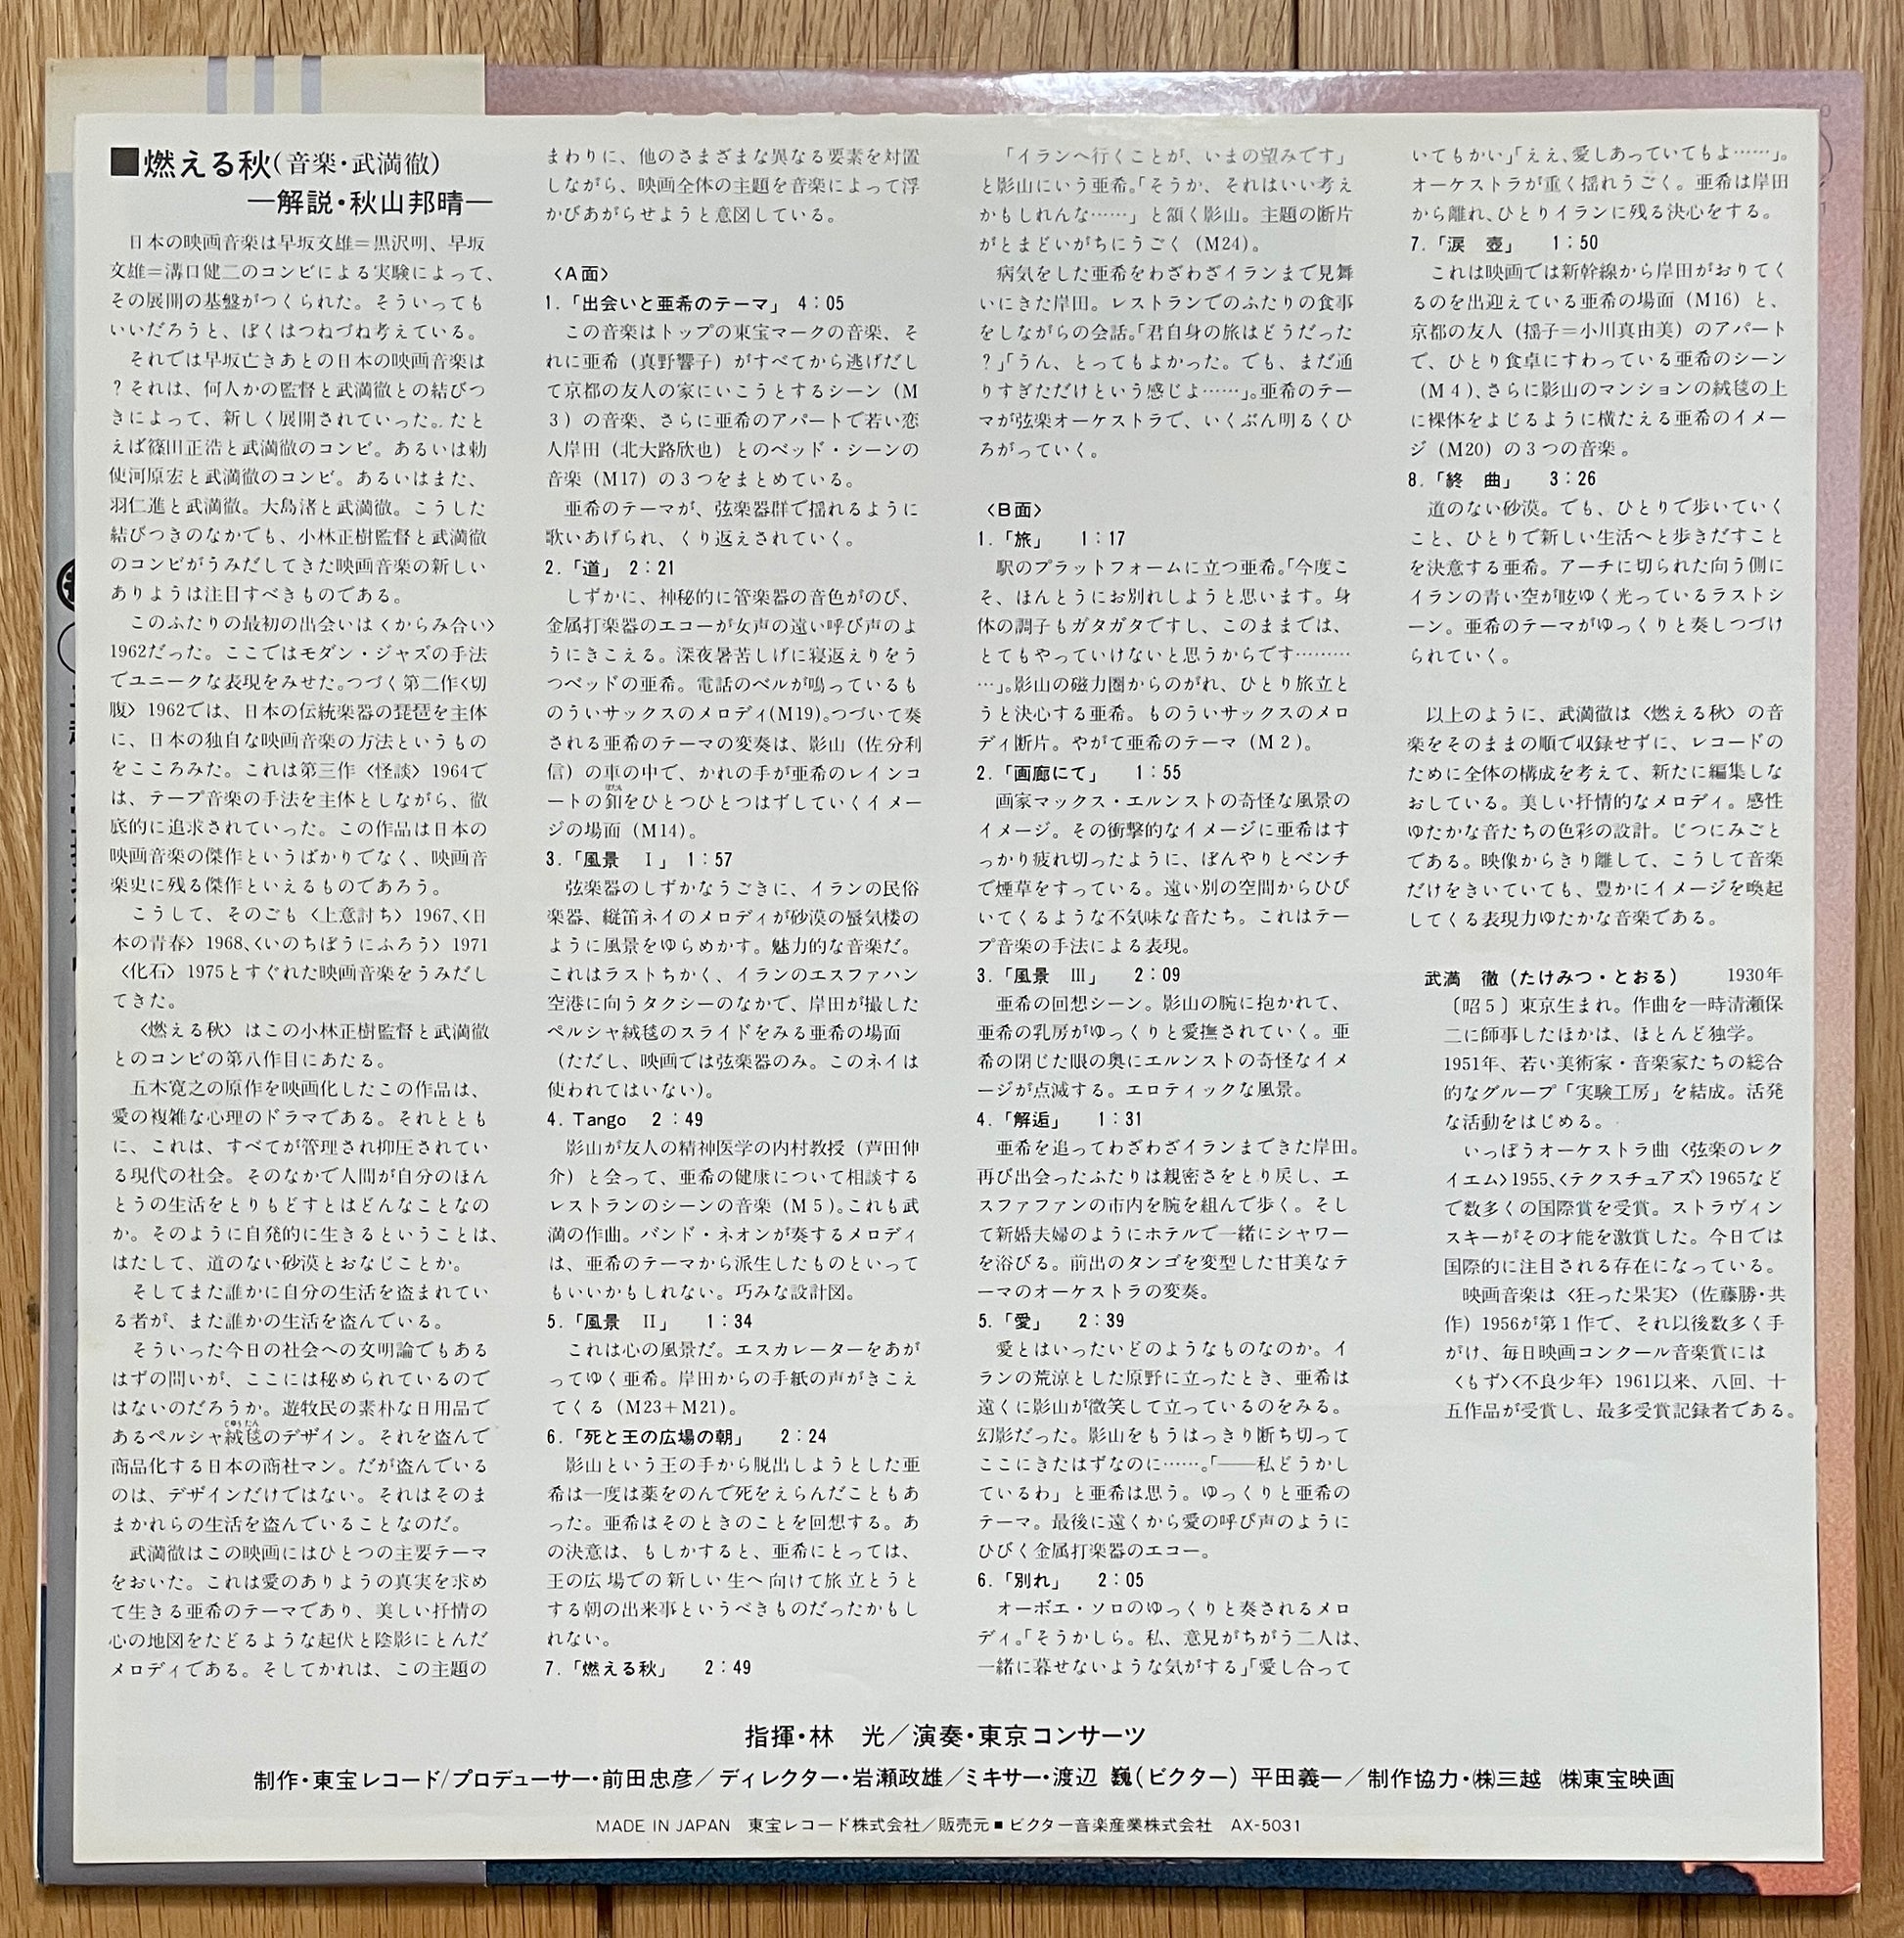 ■燃える秋(音楽・武満徹)
―解説・秋山邦晴―
日本の映画音楽は早坂文雄=黒沢明、早坂
文雄=溝口健二のコンビによる実験によって、
その展開の基盤がつくられた。そういっても
いいだろうと、ぼくはつねづね考えている。
それでは早坂亡きあとの日本の映画音楽は
?それは、何人かの監督と武満徹との結びつ
きによって、新しく展開されていった。たと
えば篠田正浩と武満徹のコンビ。あるいは勅
使河原宏と武満徹のコンビ。あるいはまた、
羽仁進と武満徹。大島渚と武満徹。こうした
結びつきのなかでも、小林正樹監督と武満徹
のコンビがうみだしてきた映画音楽の新しい
ありようは注目すべきものである。
このふたりの最初の出会いは〈からみ合い〉
1962だった。ここではモダン・ジャズの手法
でユニークな表現をみせた。つづく第二作〈切
腹〉1962では、日本の伝統楽器の琵琶を主体
に、日本の独自な映画音楽の方法というもの
をこころみた。これは第三作〈怪談〉1964で
は、テープ音楽の手法を主体としながら、徹
底的に追求されていった。この作品は日本の
映画音楽の傑作というばかりでなく、映画音
楽史に残る傑作といえるものであろう。
こうして、そのごも〈上意討ち〉1967、〈日
本の青春〉1968、〈いのちぼうにふろう〉1971
〈化石〉1975とすぐれた映画音楽をうみだし
てきた。
〈燃える秋〉はこの小林正樹監督と武満徹
とのコンビの第八作目にあたる。
五木寛之の原作を映画化したこの作品は、
愛の複雑な心理のドラマである。それととも
に、これは、すべてが管理され抑圧されてい
る現代の社会。そのなかで人間が自分のほん
とうの生活をとりもどすとはどんなことなの
か。そのように自発的に生きるということは、
はたして、道のない砂漠とおなじことか。
そしてまた誰かに自分の生活を盗まれてい
る者が、また誰かの生活を盗んでいる。
そういった今日の社会への文明論でもある
はずの問いが、ここには秘められているので
はないのだろうか。遊牧民の素朴な日用品で
あるペルシャ絨毯じゅうたんのデザイン。それを盗んで
商品化する日本の商社マン。だが盗んでいる
のは、デザインだけではない。それはそのま
まかれらの生活を盗んでいることなのだ。
武満徹はこの映画にはひとつの主要テーマ
をおいた。これは愛のありようの真実を求め
て生きる亜希のテーマであり、美しい抒情の
心の地図をたどるような起伏と陰影にとんだ
メロディである。そしてかれは、この主題の
まわりに、他のさまざまな異なる要素を対置
しながら、映画全体の主題を音楽によって浮
かびあがらせようと意図している。
〈A面〉
1.「出会いと亜希のテーマ」 4:05
この音楽はトップの東宝マークの音楽、そ
れに亜希(真野響子)がすべてから逃げだし
て京都の友人の家にいこうとするシーン(M
3)の音楽、さらに亜希のアパートで若い恋
人岸田(北大路欣也)とのベッド・シーンの
音楽(M17)の3つをまとめている。
亜希のテーマが、弦楽器群で揺れるように
歌いあげられ、くり返えされていく。
2.「道」 2:21
しずかに、神秘的に管楽器の音色がのび、
金属打楽器のエコーが女声の遠い呼び声のよ
うにきこえる。深夜暑苦しげに寝返えりをう
つベッドの亜希。電話のベルが鳴っているも
のういサックスのメロディ(M19)。つづいて奏
される亜希のテーマの変奏は、影山(佐分利
信)の車の中で、かれの手が亜希のレインコ
ートの釦ぼたんをひとつひとつはずしていくイメー
ジの場面(M14)。
3.「風景 I」 1:57
弦楽器のしずかなうごきに、イランの民俗
楽器、縦笛ネイのメロディが砂漠の蜃気楼の
ように風景をゆらめかす。魅力的な音楽だ。
これはラストちかく、イランのエスファハン
空港に向うタクシーのなかで、岸田が撮した
ペルシャ絨毯のスライドをみる亜希の場面
(ただし、映画では弦楽器のみ。このネイは
使われてはいない)。
4. Tango 2:49
影山が友人の精神医学の内村教授(芦田伸
介)と会って、亜希の健康について相談する
レストランのシーンの音楽(M5)。これも武
満の作曲。バンド・ネオンが奏するメロディ
は、亜希のテーマから派生したものといって
もいいかもしれない。巧みな設計図。
5.「風景 II」 1:34
これは心の風景だ。エスカレーターをあが
ってゆく亜希。岸田からの手紙の声がきこえ
てくる(M23+M21)。
6.「死と王の広場の朝」 2:24
影山という王の手から脱出しようとした亜
希は一度は薬をのんで死をえらんだこともあ
った。亜希はそのときのことを回想する。あ
の決意は、もしかすると、亜希にとっては、
王の広場での新しい生へ向けて旅立とうと
する朝の出来事というべきものだったかもし
れない。
7.「燃える秋」 2:49
「イランへ行くことが、いまの望みです」
と影山にいう亜希。「そうか、それはいい考え
かもしれんな……」と頷く影山。主題の断片
がとまどいがちにうごく(M24)。
病気をした亜希をわざわざイランまで見舞
いにきた岸田。レストランでのふたりの食事
をしながらの会話。「君自身の旅はどうだった
?」「うん、とってもよかった。でも、まだ通
りすぎただけという感じよ……」。亜希のテー
マが弦楽オーケストラで、いくぶん明るくひ
ろがっていく。
〈B面〉
1.「旅」 1:17
駅のプラットフォームに立つ亜希。「今度こ
そ、ほんとうにお別れしようと思います。身
体の調子もガタガタですし、このままでは、
とてもやっていけないと思うからです………
…」。影山の磁力圏からのがれ、ひとり旅立と
うと決心する亜希。ものういサックスのメロ
ディ断片。やがて亜希のテーマ(M2)。
2.「画廊にて」 1:55
画家マックス・エルンストの奇怪な風景の
イメージ。その衝撃的なイメージに亜希はす
っかり疲れ切ったように、ぼんやりとベンチ
で煙草をすっている。遠い別の空間からひび
いてくるような不気味な音たち。これはテー
プ音楽の手法による表現。
3.「風景 III」 2:09
亜希の回想シーン。影山の腕に抱かれて、
亜希の乳房がゆっくりと愛撫されていく。亜
希の閉じた眼の奥にエルンストの奇怪なイメ
ージが点滅する。エロティックな風景。
4.「解逅」 1:31
亜希を追ってわざわざイランまできた岸田。
再び出会ったふたりは親密さをとり戻し、エ
スファファンの市内を腕を組んで歩く。そし
て新婚夫婦のようにホテルで一緒にシャワー
を浴びる。前出のタンゴを変型した甘美なテ
ーマのオーケストラの変奏。
5.「愛」 2:39
愛とはいったいどのようなものなのか。イ
ランの荒涼とした原野に立ったとき、亜希は
遠くに影山が微笑して立っているのをみる。
幻影だった。影山をもうはっきり断ち切って
ここにきたはずなのに……。「――私どうかし
ているわ」と亜希は思う。ゆっくりと亜希の
テーマ。最後に遠くから愛の呼び声のように
ひびく金属打楽器のエコー。
6.「別れ」 2:05
オーボエ・ソロのゆっくりと奏されるメロ
ディ。「そうかしら。私、意見がちがう二人は、
一緒に暮せないような気がする」「愛し合って
いてもかい」「ええ、愛しあっていてもよ……」。
オーケストラが重く揺れうごく。亜希は岸田
から離れ、ひとりイランに残る決心をする。
7.「涙 壺」 1:50
これは映画では新幹線から岸田がおりてく
るのを出迎えている亜希の場面(M16)と、
京都の友人(揺子=小川真由美)のアパート
で、ひとり食卓にすわっている亜希のシーン
(M4)、さらに影山のマンションの絨毯の上
に裸体をよじるように横たえる亜希のイメー
ジ(M20)の3つの音楽。
8.「終 曲」 3:26
道のない砂漠。でも、ひとりで歩いていく
こと、ひとりで新しい生活へと歩きだすこと
を決意する亜希。アーチに切られた向う側に
イランの青い空が眩ゆく光っているラストシ
ーン。亜希のテーマがゆっくりと奏しつづけ
られていく。
以上のように、武満徹は〈燃える秋〉の音
楽をそのままの順で収録せずに、レコードの
ために全体の構成を考えて、新たに編集しな
おしている。美しい抒情的なメロディ。感性
ゆたかな音たちの色彩の設計。じつにみごと
である。映像からきり離して、こうして音楽
だけをきいていても、豊かにイメージを喚起
してくる表現力ゆたかな音楽である。
武満 徹(たけみつ・とおる) 1930年
〔昭5〕東京生まれ。作曲を一時清瀬保
二に師事したほかは、ほとんど独学。
1951年、若い美術家・音楽家たちの総合
的なグループ「実験工房」を結成。活発
な活動をはじめる。
いっぽうオーケストラ曲〈弦楽のレク
イエム〉1955、〈テクスチュアズ〉1965など
で数多くの国際賞を受賞。ストラヴィン
スキーがその才能を激賞した。今日では
国際的に注目される存在になっている。
映画音楽は〈狂った果実〉(佐藤勝・共
作)1956が第1作で、それ以後数多く手
がけ、毎日映画コンクール音楽賞には
〈もず〉〈不良少年〉1961以来、八回、十
五作品が受賞し、最多受賞記録者である。
指揮・林 光/演奏・東京コンサーツ
制作・東宝レコード/プロデューサー・前田忠彦/ディレクター・岩瀬政雄/ミキサー・渡辺 巍(ビクター) 平田義一/制作協力・㈱三越 ㈱東宝映画
MADE IN JAPAN 東宝レコード株式会社/販売元■ビクター音楽産業株式会社 AX-5031